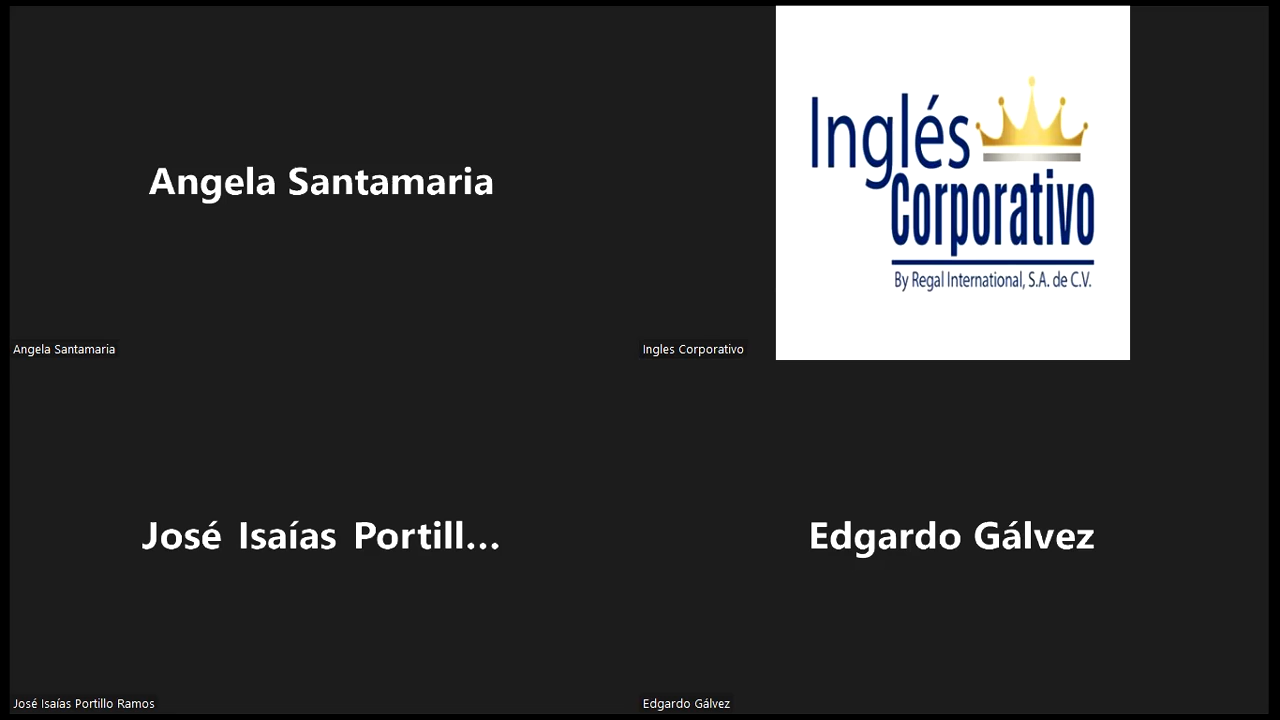 Angela Santamaria
Angela Santamaria
Inglés
Corporativo
By Regal International, S.A. de C.V.
Ingles Corporativo
José Isaías Portill...
José Isaías Portillo Ramos
Edgardo Gálvez
Edgardo Gálvez